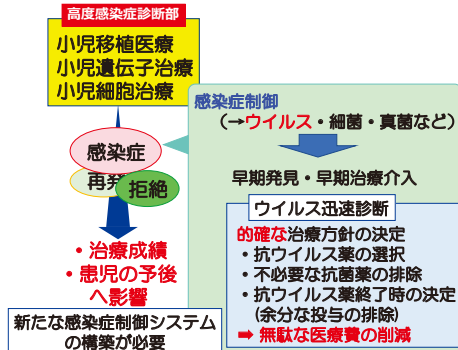 高度感染症診断部
小児移植医療
小児遺伝子治療
小児細胞治療
感染症
再発
拒絶
・治療成績
・患児の予後
へ影響
新たな感染症制御システム
の構築が必要
感染症制御
（→ウイルス・細菌・真菌など）
早期発見・早期治療介入
ウイルス迅速診断
的確な治療方針の決定
・抗ウイルス薬の選択
・不必要な抗菌薬の排除
・抗ウイルス薬終了時の決定
（余分な投与の排除）
➡ 無駄な医療費の削減